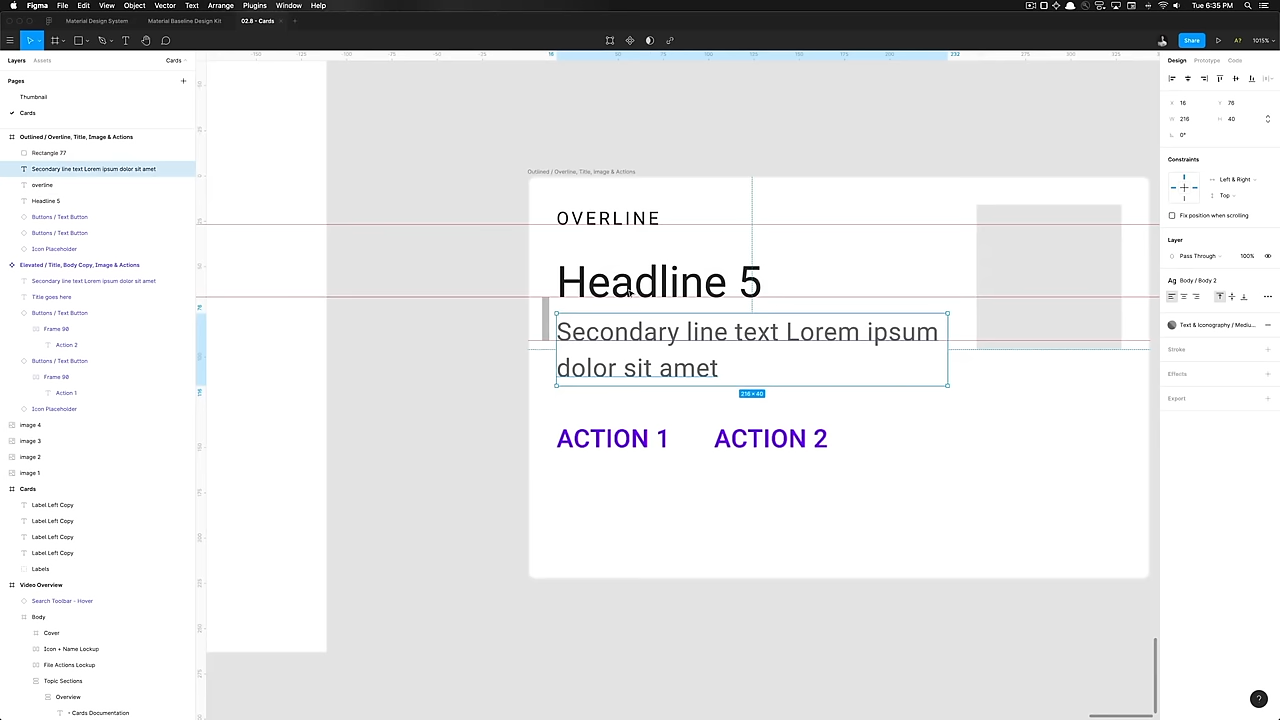 Figma File Edit View Object Vector Text Arrange Plugins Window Help
Tue 6:35 PM
Material Design System
Material Baseline Design Kit
02.8 - Cards
Share
A?
1015%
Layers
Assets
Cards
Pages
Thumbnail
Cards
Outlined / Overline, Title, Image & Actions
Rectangle 77
Secondary line text Lorem ipsum dolor sit amet
overline
Headline 5
Buttons / Text Button
Buttons / Text Button
Icon Placeholder
Elevated / Title, Body Copy, Image & Actions
Secondary line text Lorem ipsum dolor sit amet
Title goes here
Buttons / Text Button
Frame 90
Action 2
Buttons / Text Button
Frame 90
Action 1
Icon Placeholder
image 4
image 3
image 2
image 1
Cards
Label Left Copy
Label Left Copy
Label Left Copy
Label Left Copy
Labels
Video Overview
Search Toolbar - Hover
Body
Cover
Icon + Name Lockup
File Actions Lockup
Topic Sections
Overview
- Cards Documentation
Outlined / Overline, Title, Image & Actions
OVERLINE
Headline 5
Secondary line text Lorem ipsum
dolor sit amet
216 × 40
ACTION 1 ACTION 2
Design
Prototype
Code
X 16 Y 76
W 216 H 40
0°
Constraints
Left & Right
Top
Fix position when scrolling
Layer
Pass Through 100%
Ag Body / Body 2
Text & Iconography / Mediu...
Stroke
Effects
Export
?